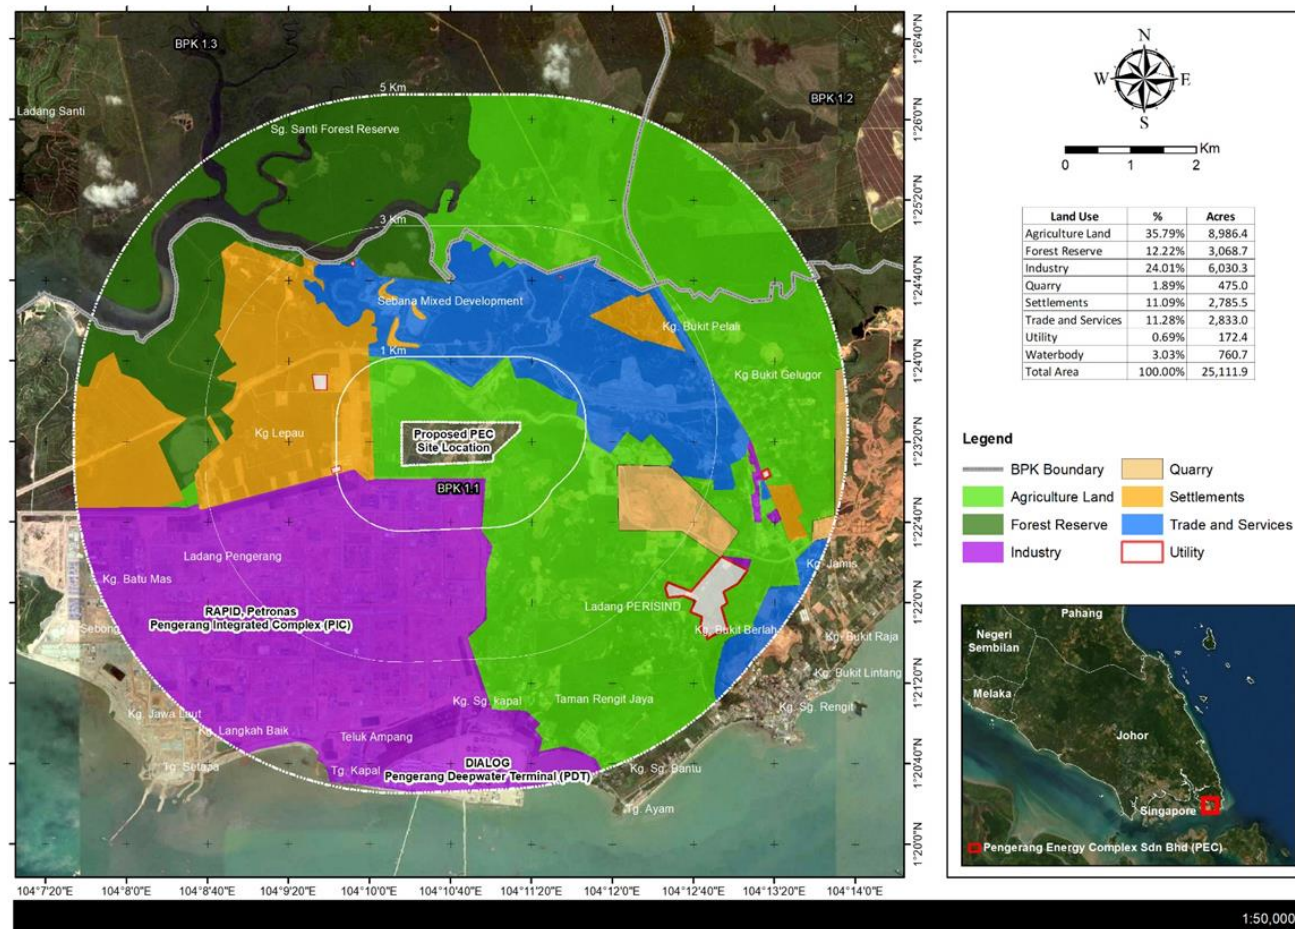 BPK 1.3
5 Km
BPK 1.2
Ladang Santi
Sg. Santi Forest Reserve
3 Km
Sebana Mixed Development
Kg. Bukit Pelali
1 Km
Kg Bukit Gelugor
Kg Lepau
Proposed PEC
Site Location
BPK 1.1
Ladang Pengerang
Kg. Batu Mas
Kg. Jamis
Ladang PERISIND
RAPID, Petronas
Pengerang Integrated Complex (PIC)
Kg. Bukit Berlah
Kg. Bukit Raja
Kg. Bukit Lintang
Kg. Sg. kapal
Taman Rengit Jaya
Kg. Sg. Rengit
Kg. Jawa Laut
Kg. Langkah Baik
Teluk Ampang
Tg. Kapal
DIALOG
Pengerang Deepwater Terminal (PDT)
Kg. Sg. Bantu
Tg. Ayam
1°26'40"N
1°26'0"N
1°25'20"N
1°24'40"N
1°24'0"N
1°23'20"N
1°22'40"N
1°22'0"N
1°21'20"N
1°20'40"N
1°20'0"N
104°7'20"E 104°8'0"E 104°8'40"E 104°9'20"E 104°10'0"E 104°10'40"E 104°11'20"E 104°12'0"E 104°12'40"E 104°13'20"E 104°14'0"E
N
W E
S
0 1 2 Km
Land Use % Acres
Agriculture Land 35.79% 8,986.4
Forest Reserve 12.22% 3,068.7
Industry 24.01% 6,030.3
Quarry 1.89% 475.0
Settlements 11.09% 2,785.5
Trade and Services 11.28% 2,833.0
Utility 0.69% 172.4
Waterbody 3.03% 760.7
Total Area 100.00% 25,111.9
Legend
BPK Boundary
Agriculture Land
Forest Reserve
Industry
Quarry
Settlements
Trade and Services
Utility
Pahang
Negeri
Sembilan
Melaka
Johor
Singapore
Pengerang Energy Complex Sdn Bhd (PEC)
1:50,000